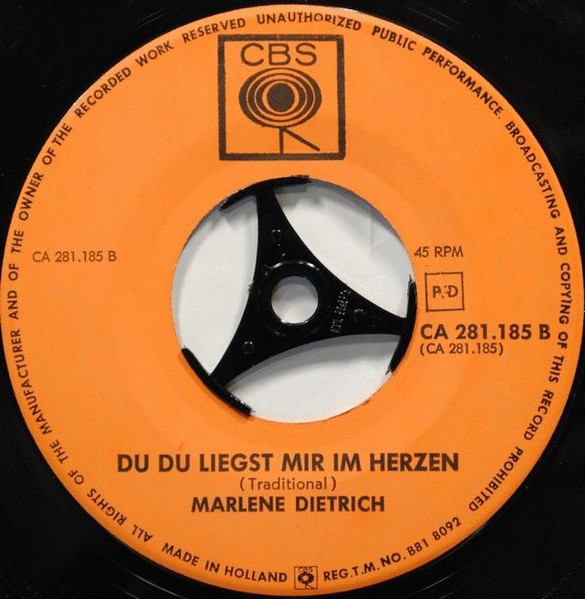 ALL RIGHTS OF THE MANUFACTURER AND OF THE OWNER OF THE RECORDED WORK RESERVED UNAUTHORIZED PUBLIC PERFORMANCE. BROADCASTING AND COPYING OF THIS RECORD PROHIBITED
CBS
CA 281.185 B
45 RPM
CA 281.185 B
(CA 281.185)
DU DU LIEGST MIR IM HERZEN
(Traditional)
MARLENE DIETRICH
MADE IN HOLLAND CBS REG.T.M.NO.B81 8092